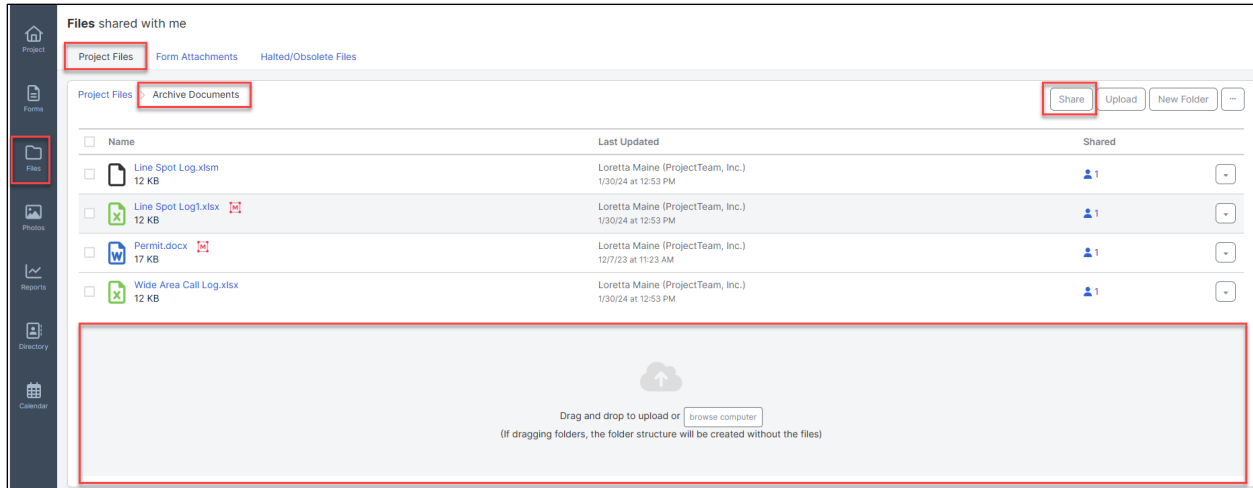 Files shared with me
Project
Project Files Form Attachments Halted/Obsolete Files
Forms
Project Files Archive Documents Share Upload New Folder ...
Name Last Updated Shared
Files
Line Spot Log.xlsm Loretta Maine (ProjectTeam, Inc.) 1
12 KB 1/30/24 at 12:53 PM
Line Spot Log1.xlsx M Loretta Maine (ProjectTeam, Inc.) 1
12 KB 1/30/24 at 12:53 PM
Photos
Permit.docx M Loretta Maine (ProjectTeam, Inc.) 1
17 KB 12/7/23 at 11:23 AM
Reports
Wide Area Call Log.xlsx Loretta Maine (ProjectTeam, Inc.) 1
12 KB 1/30/24 at 12:53 PM
Directory
Calendar
Drag and drop to upload or browse computer
(If dragging folders, the folder structure will be created without the files)